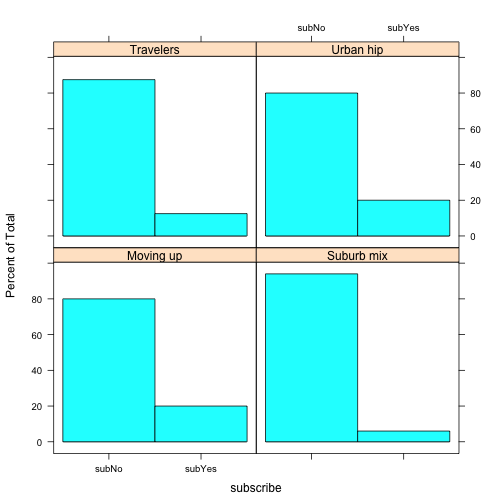 subNo subYes
Travelers Urban hip
80
60
40
20
0
Moving up Suburb mix
80
60
40
20
0
subNo subYes
Percent of Total
subscribe